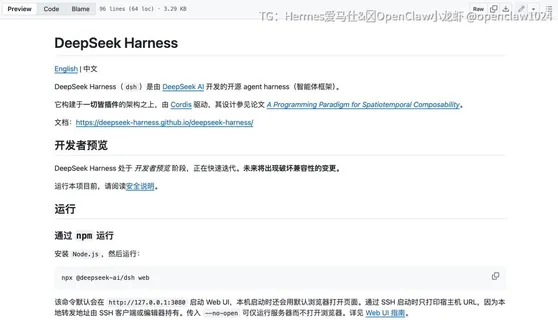 Preview Code Blame 96 lines (64 loc) · 3.29 KB Raw
TG：Hermes爱马仕&OpenClaw小龙虾 @openclaw1024
DeepSeek Harness
English | 中文
DeepSeek Harness（dsh）是由 DeepSeek AI 开发的开源 agent harness（智能体框架）。
它构建于一切皆插件的架构之上，由 Cordis 驱动，其设计参见论文 A Programming Paradigm for Spatiotemporal Composability。
文档：https://deepseek-harness.github.io/deepseek-harness/
开发者预览
DeepSeek Harness 处于 开发者预览 阶段，正在快速迭代。未来将出现破坏兼容性的变更。
运行本项目前，请阅读安全说明。
运行
通过 npm 运行
安装 Node.js，然后运行：
npx @deepseek-ai/dsh web
该命令默认会在 http://127.0.0.1:3080 启动 Web UI，本机启动时还会用默认浏览器打开页面。通过 SSH 启动时只打印宿主机 URL，因为本
地转发地址由 SSH 客户端或编辑器持有。传入 --no-open 可仅运行服务器而不打开浏览器。详见 Web UI 指南。